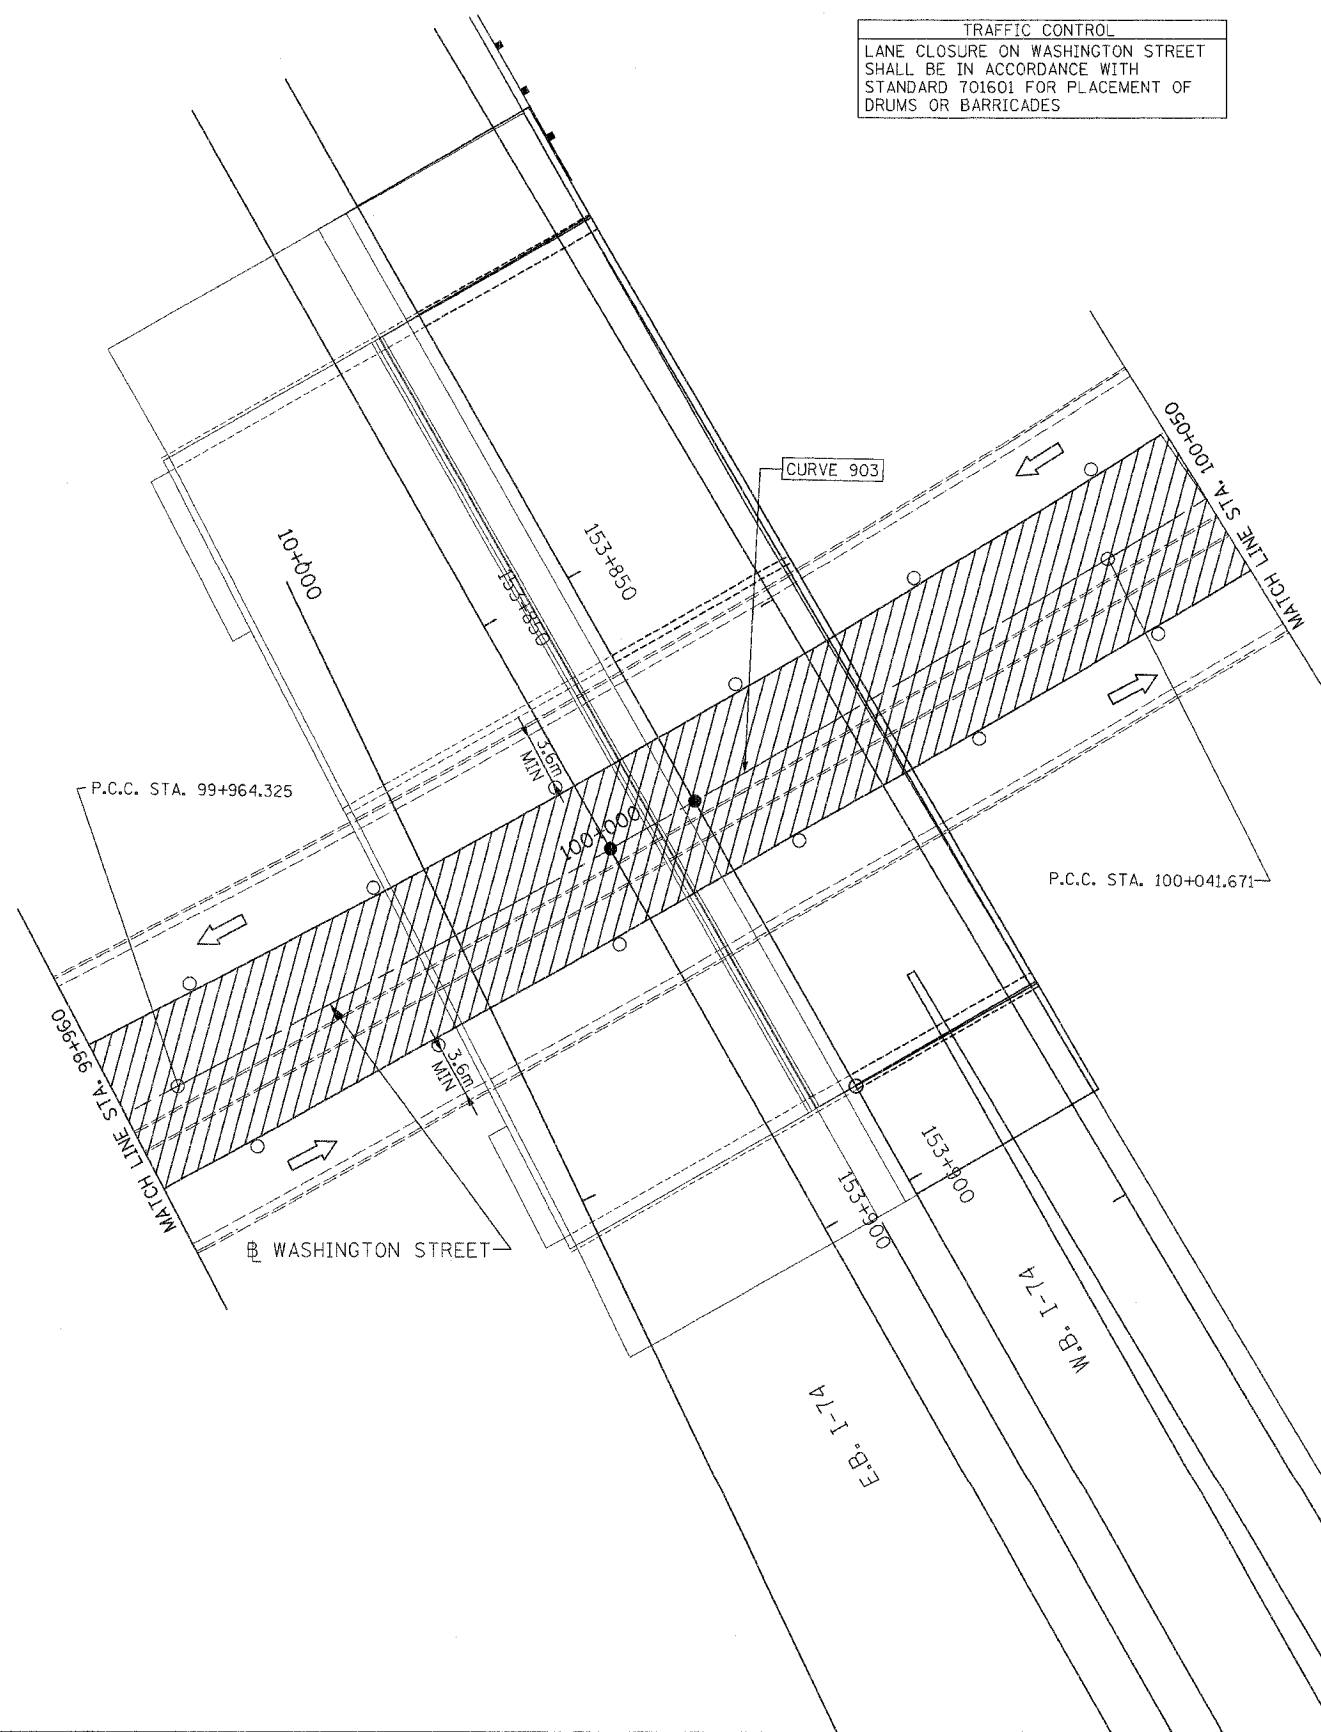 TRAFFIC CONTROL
LANE CLOSURE ON WASHINGTON STREET
SHALL BE IN ACCORDANCE WITH
STANDARD 701601 FOR PLACEMENT OF
DRUMS OR BARRICADES
MATCH LINE STA. 100+050
CURVE 903
10+000
153+850
153+850
3.6m
MIN
P.C.C. STA. 99+964.325
100+000
P.C.C. STA. 100+041.671
MATCH LINE STA. 99+960
3.6m
MIN
153+900
153+900
℄ WASHINGTON STREET
W.B. I-74
E.B. I-74